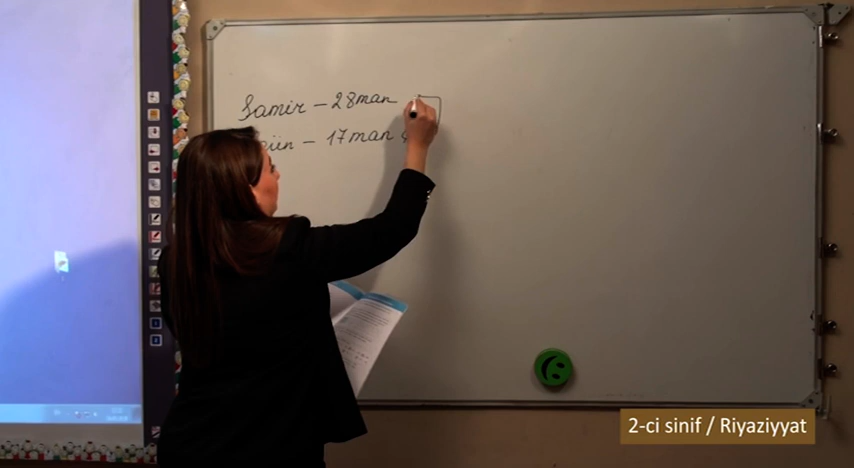 Samir – 28man
– 17man
2-ci sinif / Riyaziyyat